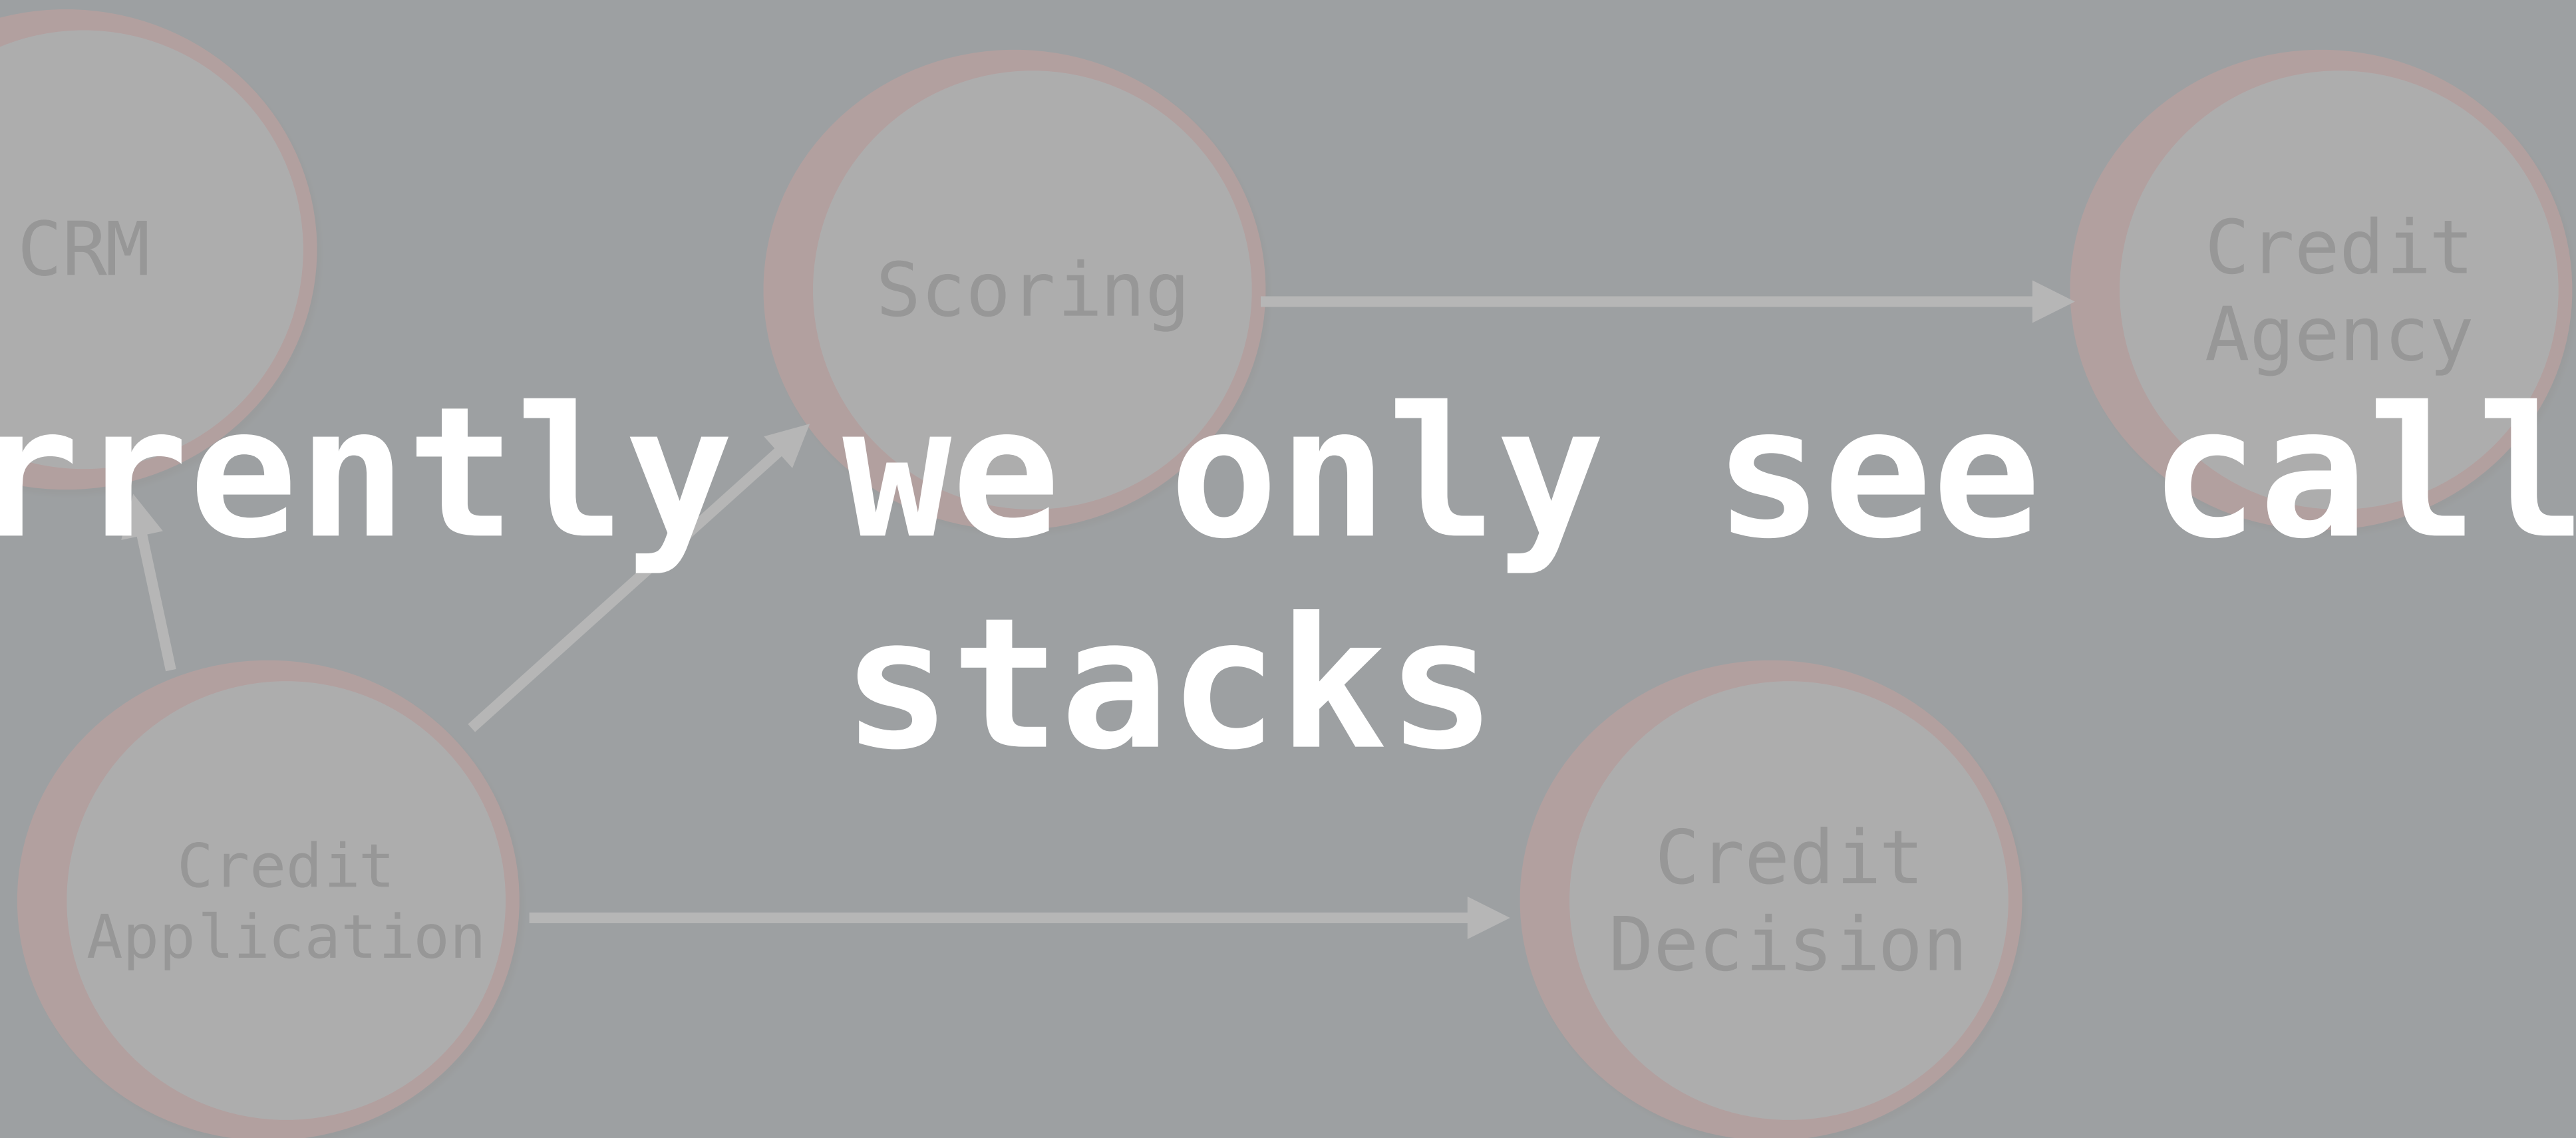 CRM
Scoring
Credit
Agency
rrently we only see call
stacks
Credit
Application
Credit
Decision